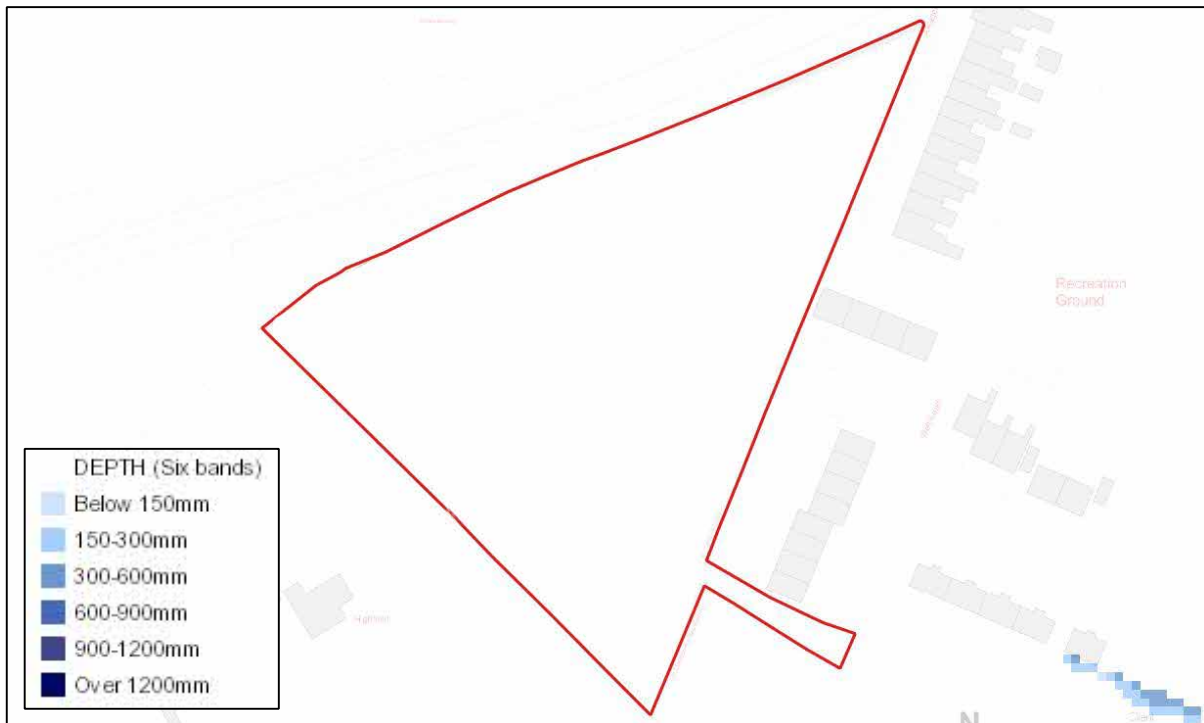 Recreation
Ground
DEPTH (Six bands)
Below 150mm
150-300mm
300-600mm
600-900mm
900-1200mm
Over 1200mm
N